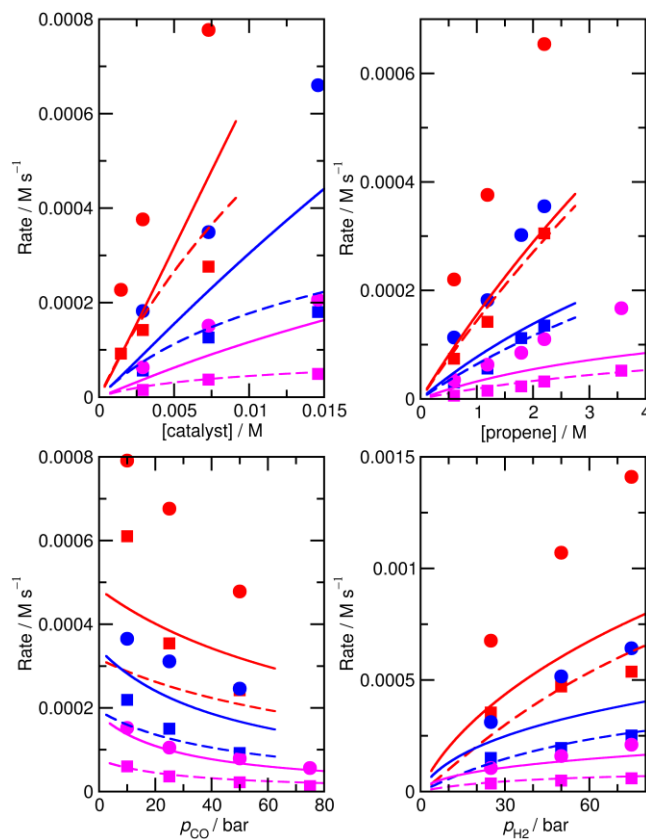 0.0008
0.0006
0.0004
0.0002
0
Rate / M s⁻¹
0 0.005 0.01 0.015
[catalyst] / M
0.0006
0.0004
0.0002
0
Rate / M s⁻¹
0 1 2 3 4
[propene] / M
0.0008
0.0006
0.0004
0.0002
0
Rate / M s⁻¹
0 20 40 60 80
pCO / bar
0.0015
0.001
0.0005
0
Rate / M s⁻¹
0 30 60
pH2 / bar